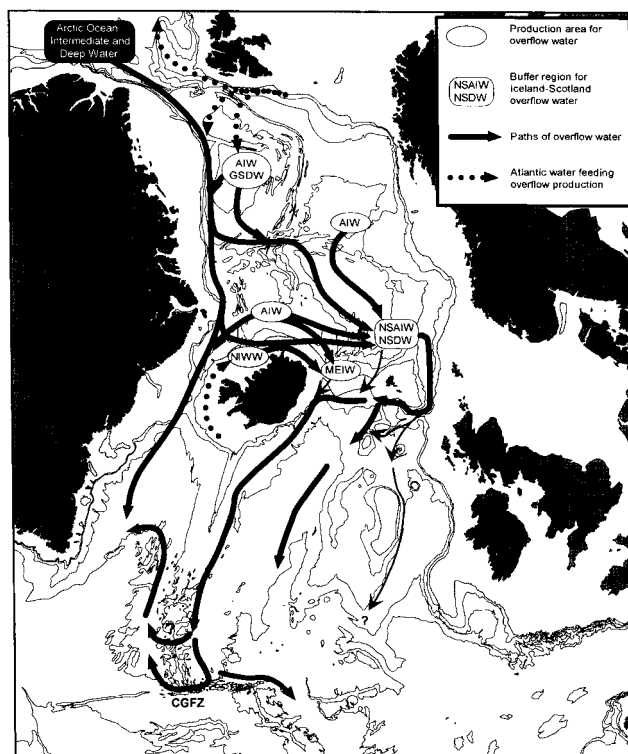 Arctic Ocean
Intermediate and
Deep Water
Production area for
overflow water
NSAIW
NSDW
Buffer region for
Iceland-Scotland
overflow water
Paths of overflow water
Atlantic water feeding
overflow production
AIW
GSDW
AIW
AIW
NSAIW
NSDW
NIWW
MEIW
?
CGFZ